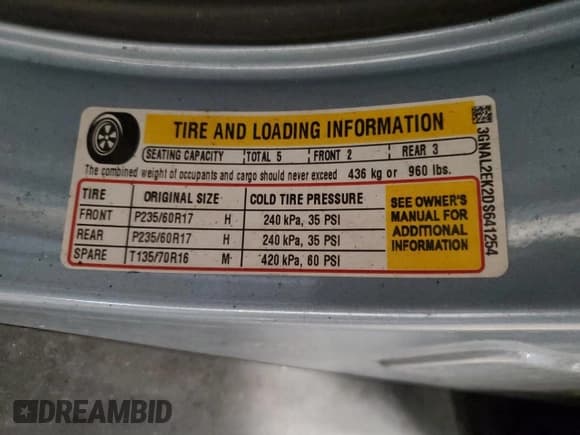 TIRE AND LOADING INFORMATION
SEATING CAPACITY TOTAL 5 FRONT 2 REAR 3
The combined weight of occupants and cargo should never exceed 436 kg or 960 lbs.
TIRE ORIGINAL SIZE COLD TIRE PRESSURE
FRONT P235/60R17 H 240 kPa, 35 PSI
REAR P235/60R17 H 240 kPa, 35 PSI
SPARE T135/70R16 M 420 kPa, 60 PSI
SEE OWNER'S
MANUAL FOR
ADDITIONAL
INFORMATION
3GNAL2EK2DS641254
DREAMBID